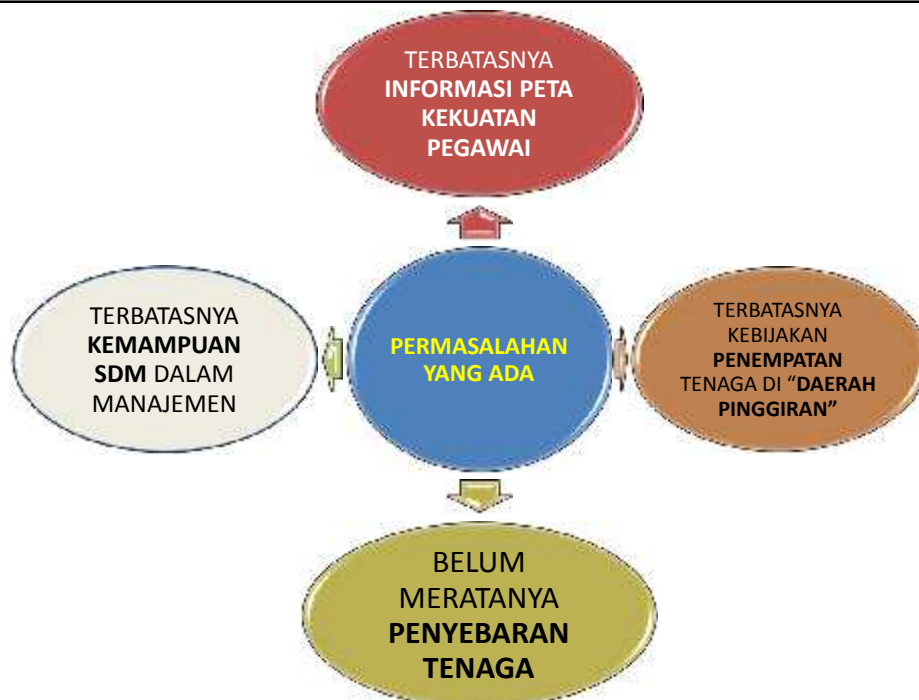 TERBATASNYA
INFORMASI PETA
KEKUATAN
PEGAWAI
TERBATASNYA
KEMAMPUAN
SDM DALAM
MANAJEMEN
PERMASALAHAN
YANG ADA
TERBATASNYA
KEBIJAKAN
PENEMPATAN
TENAGA DI “DAERAH
PINGGIRAN”
BELUM
MERATANYA
PENYEBARAN
TENAGA